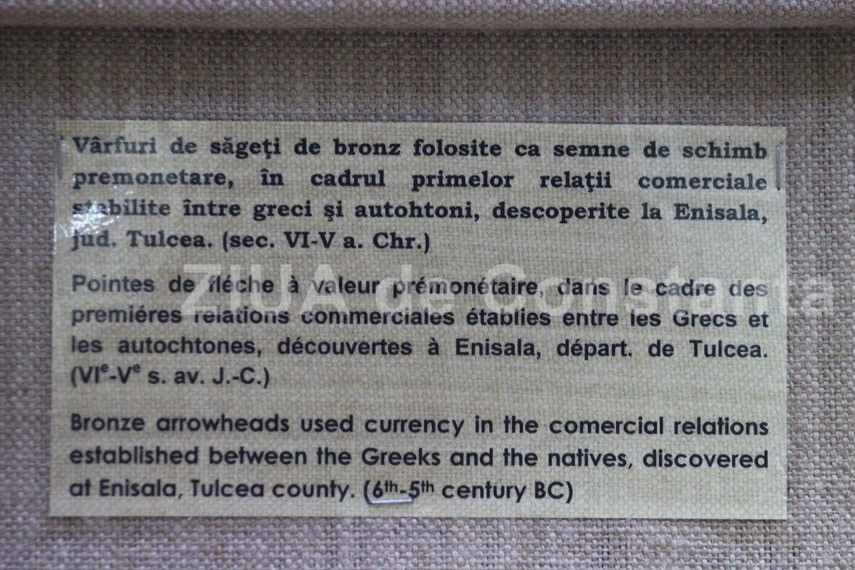 Vârfuri de săgeţi de bronz folosite ca semne de schimb
premonetare, în cadrul primelor relaţii comerciale
stabilite între greci şi autohtoni, descoperite la Enisala,
jud. Tulcea. (sec. VI-V a. Chr.)
Pointes de fléche à valeur prémonétaire, dans le cadre des
premiéres relations commerciales établies entre les Grecs et
les autochtones, découvertes à Enisala, départ. de Tulcea.
(VIe-Ve s. av. J.-C.)
Bronze arrowheads used currency in the comercial relations
established between the Greeks and the natives, discovered
at Enisala, Tulcea county. (6th-5th century BC)
ZIUA de Constanta